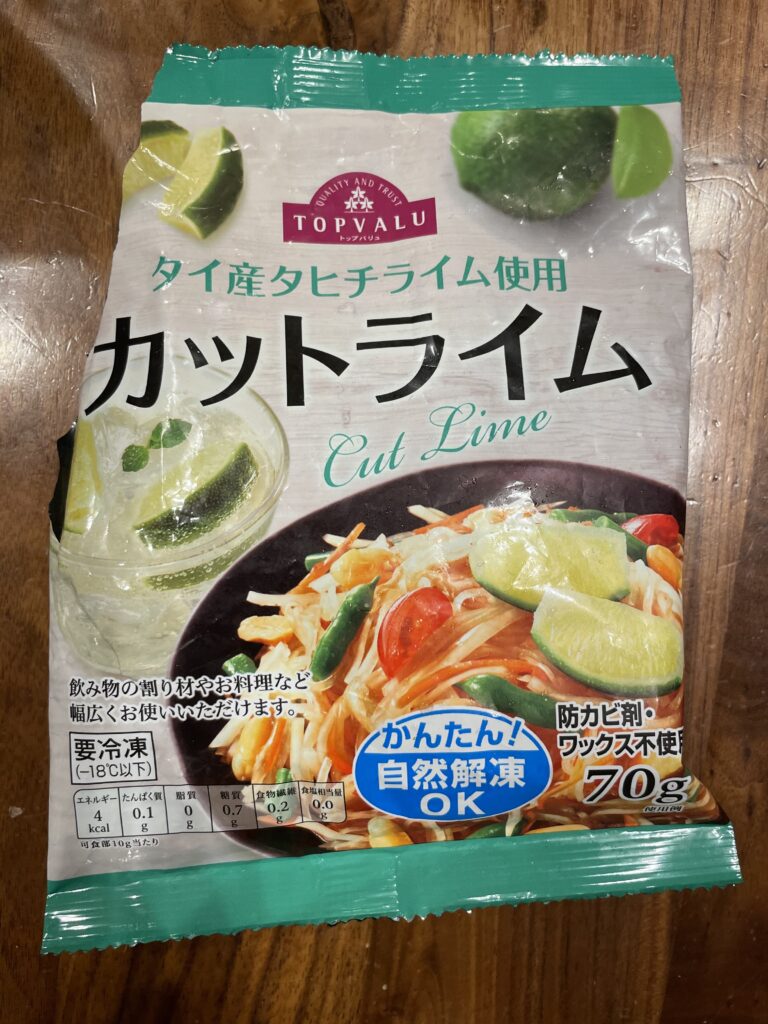 QUALITY AND TRUST
TOPVALU
トップバリュ
タイ産タヒチライム使用
カットライム
Cut Lime
飲み物の割り材やお料理など
幅広くお使いいただけます。
要冷凍
(-18℃以下)
かんたん!
自然解凍
OK
防カビ剤・
ワックス不使用
70g
使用例
エネルギー たんぱく質 脂質 糖質 食物繊維 食塩相当量
4 0.1 0 0.7 0.2 0.0
kcal g g g g g
可食部10g当たり